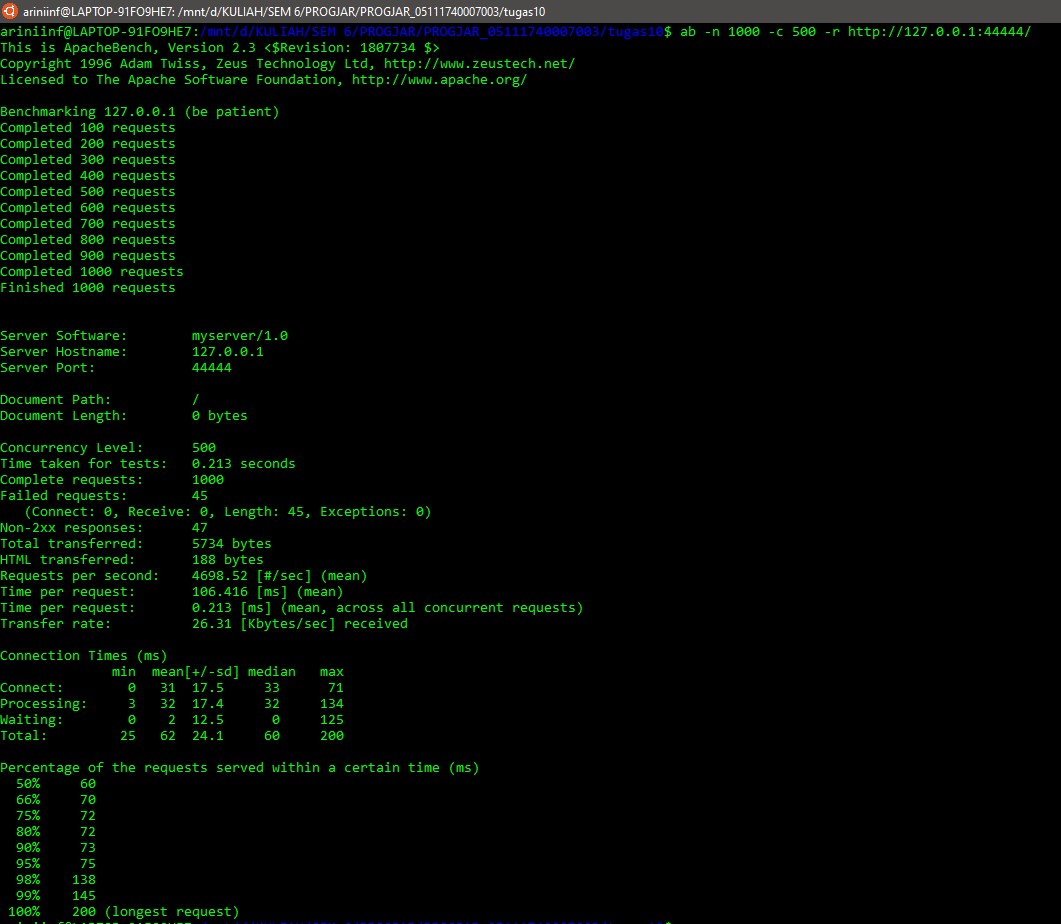 ariniinf@LAPTOP-91FO9HE7: /mnt/d/KULIAH/SEM 6/PROGJAR/PROGJAR_05111740007003/tugas10
ariniinf@LAPTOP-91FO9HE7:/mnt/d/KULIAH/SEM 6/PROGJAR/PROGJAR_05111740007003/tugas10$ ab -n 1000 -c 500 -r http://127.0.0.1:44444/
This is ApacheBench, Version 2.3 <$Revision: 1807734 $>
Copyright 1996 Adam Twiss, Zeus Technology Ltd, http://www.zeustech.net/
Licensed to The Apache Software Foundation, http://www.apache.org/

Benchmarking 127.0.0.1 (be patient)
Completed 100 requests
Completed 200 requests
Completed 300 requests
Completed 400 requests
Completed 500 requests
Completed 600 requests
Completed 700 requests
Completed 800 requests
Completed 900 requests
Completed 1000 requests
Finished 1000 requests


Server Software:        myserver/1.0
Server Hostname:        127.0.0.1
Server Port:            44444

Document Path:          /
Document Length:        0 bytes

Concurrency Level:      500
Time taken for tests:   0.213 seconds
Complete requests:      1000
Failed requests:        45
   (Connect: 0, Receive: 0, Length: 45, Exceptions: 0)
Non-2xx responses:      47
Total transferred:      5734 bytes
HTML transferred:       188 bytes
Requests per second:    4698.52 [#/sec] (mean)
Time per request:       106.416 [ms] (mean)
Time per request:       0.213 [ms] (mean, across all concurrent requests)
Transfer rate:          26.31 [Kbytes/sec] received

Connection Times (ms)
              min  mean[+/-sd] median   max
Connect:        0   31  17.5     33      71
Processing:     3   32  17.4     32     134
Waiting:        0    2  12.5      0     125
Total:         25   62  24.1     60     200

Percentage of the requests served within a certain time (ms)
  50%     60
  66%     70
  75%     72
  80%     72
  90%     73
  95%     75
  98%    138
  99%    145
 100%    200 (longest request)